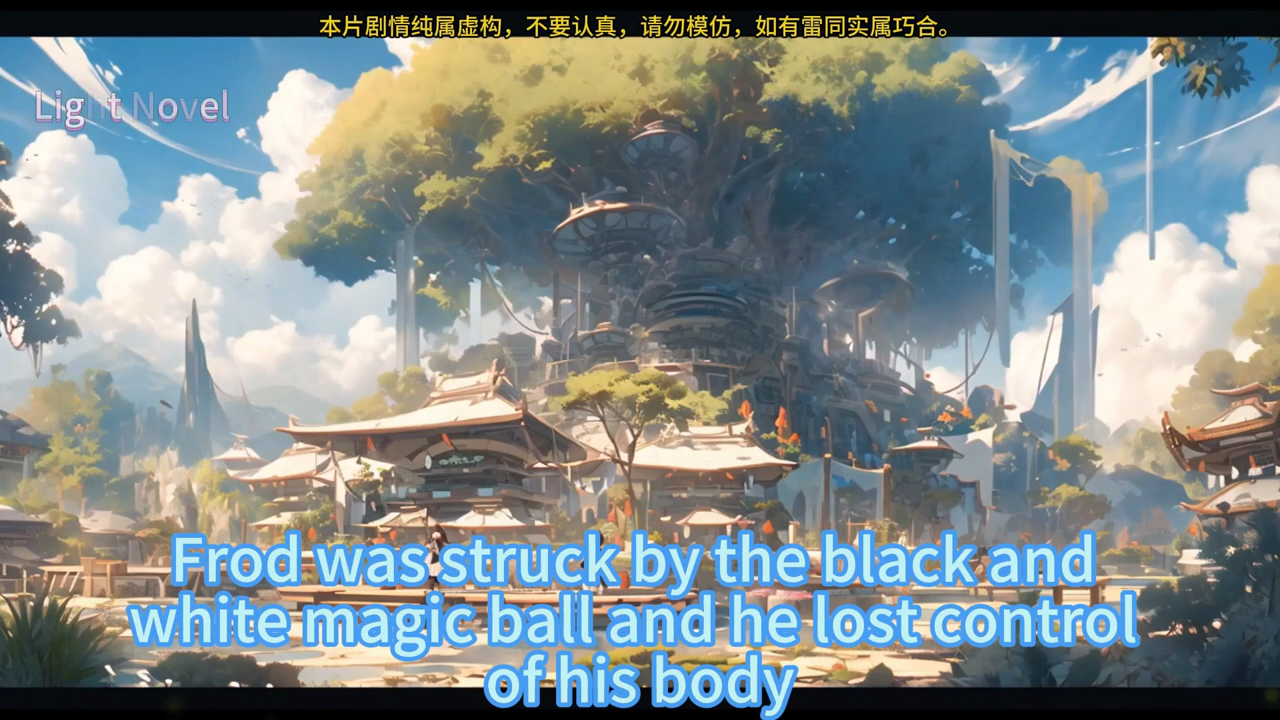 本片剧情纯属虚构，不要认真，请勿模仿，如有雷同实属巧合。
Light Novel
Frod was struck by the black and
white magic ball and he lost control
of his body